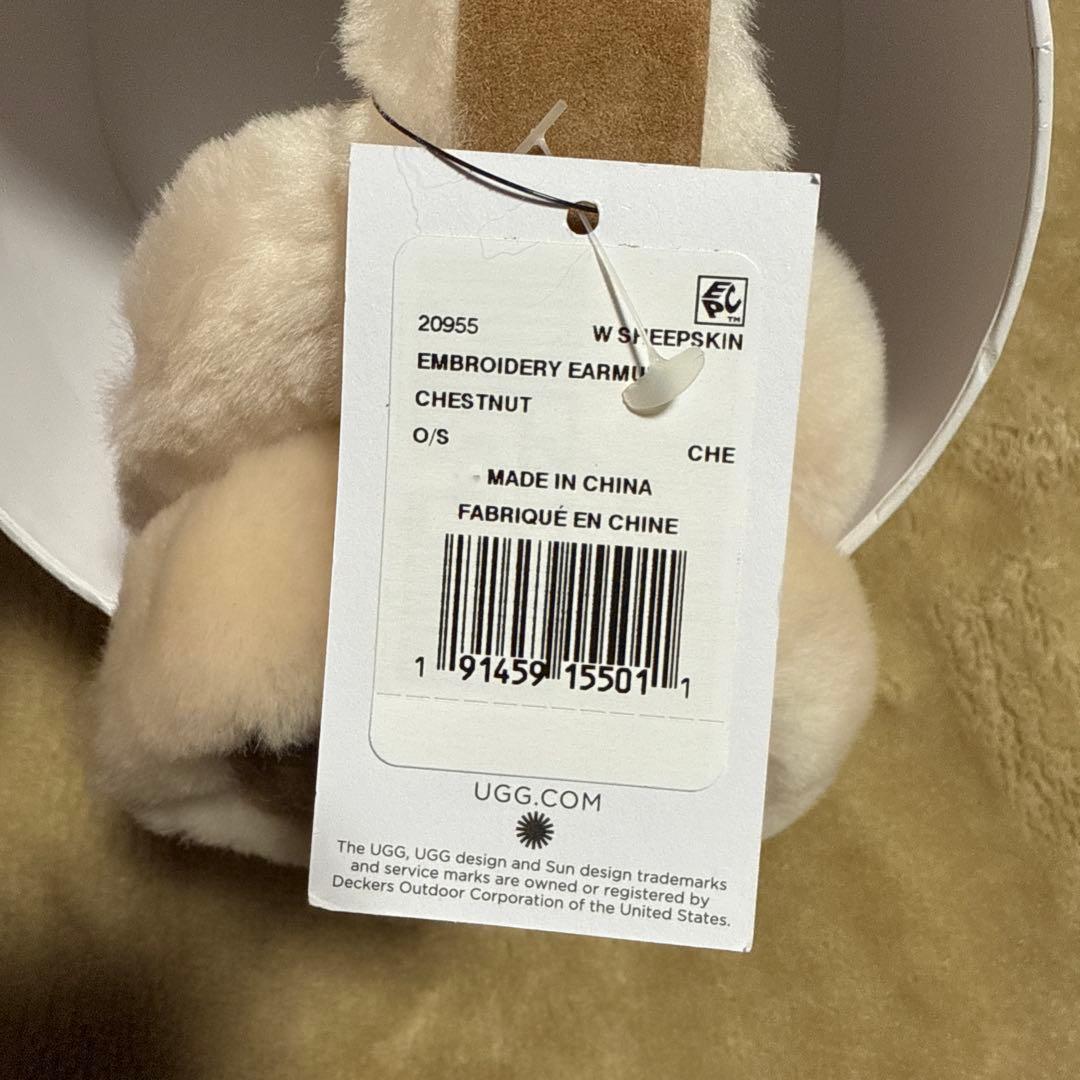 EPC™
20955 W SHEEPSKIN
EMBROIDERY
CHESTNUT
O/S
CHE
MADE IN CHINA
FABRIQUÉ EN CHINE
1 91459 15501 1
UGG.COM
The UGG, UGG design and Sun design trademarks
and service marks are owned or registered by
Deckers Outdoor Corporation of the United States.